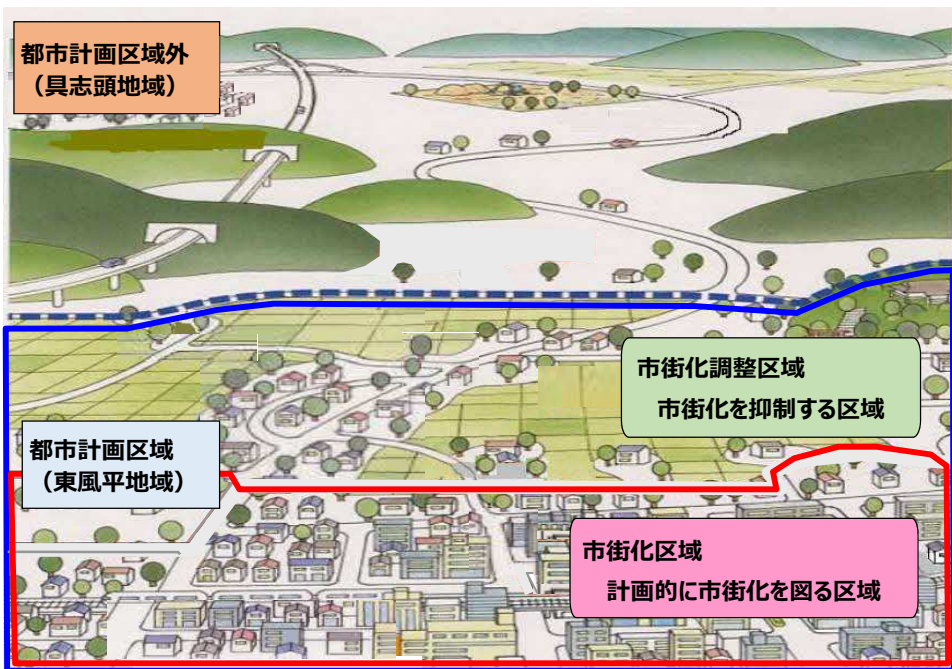 都市計画区域外
（具志頭地域）
市街化調整区域
市街化を抑制する区域
都市計画区域
（東風平地域）
市街化区域
計画的に市街化を図る区域